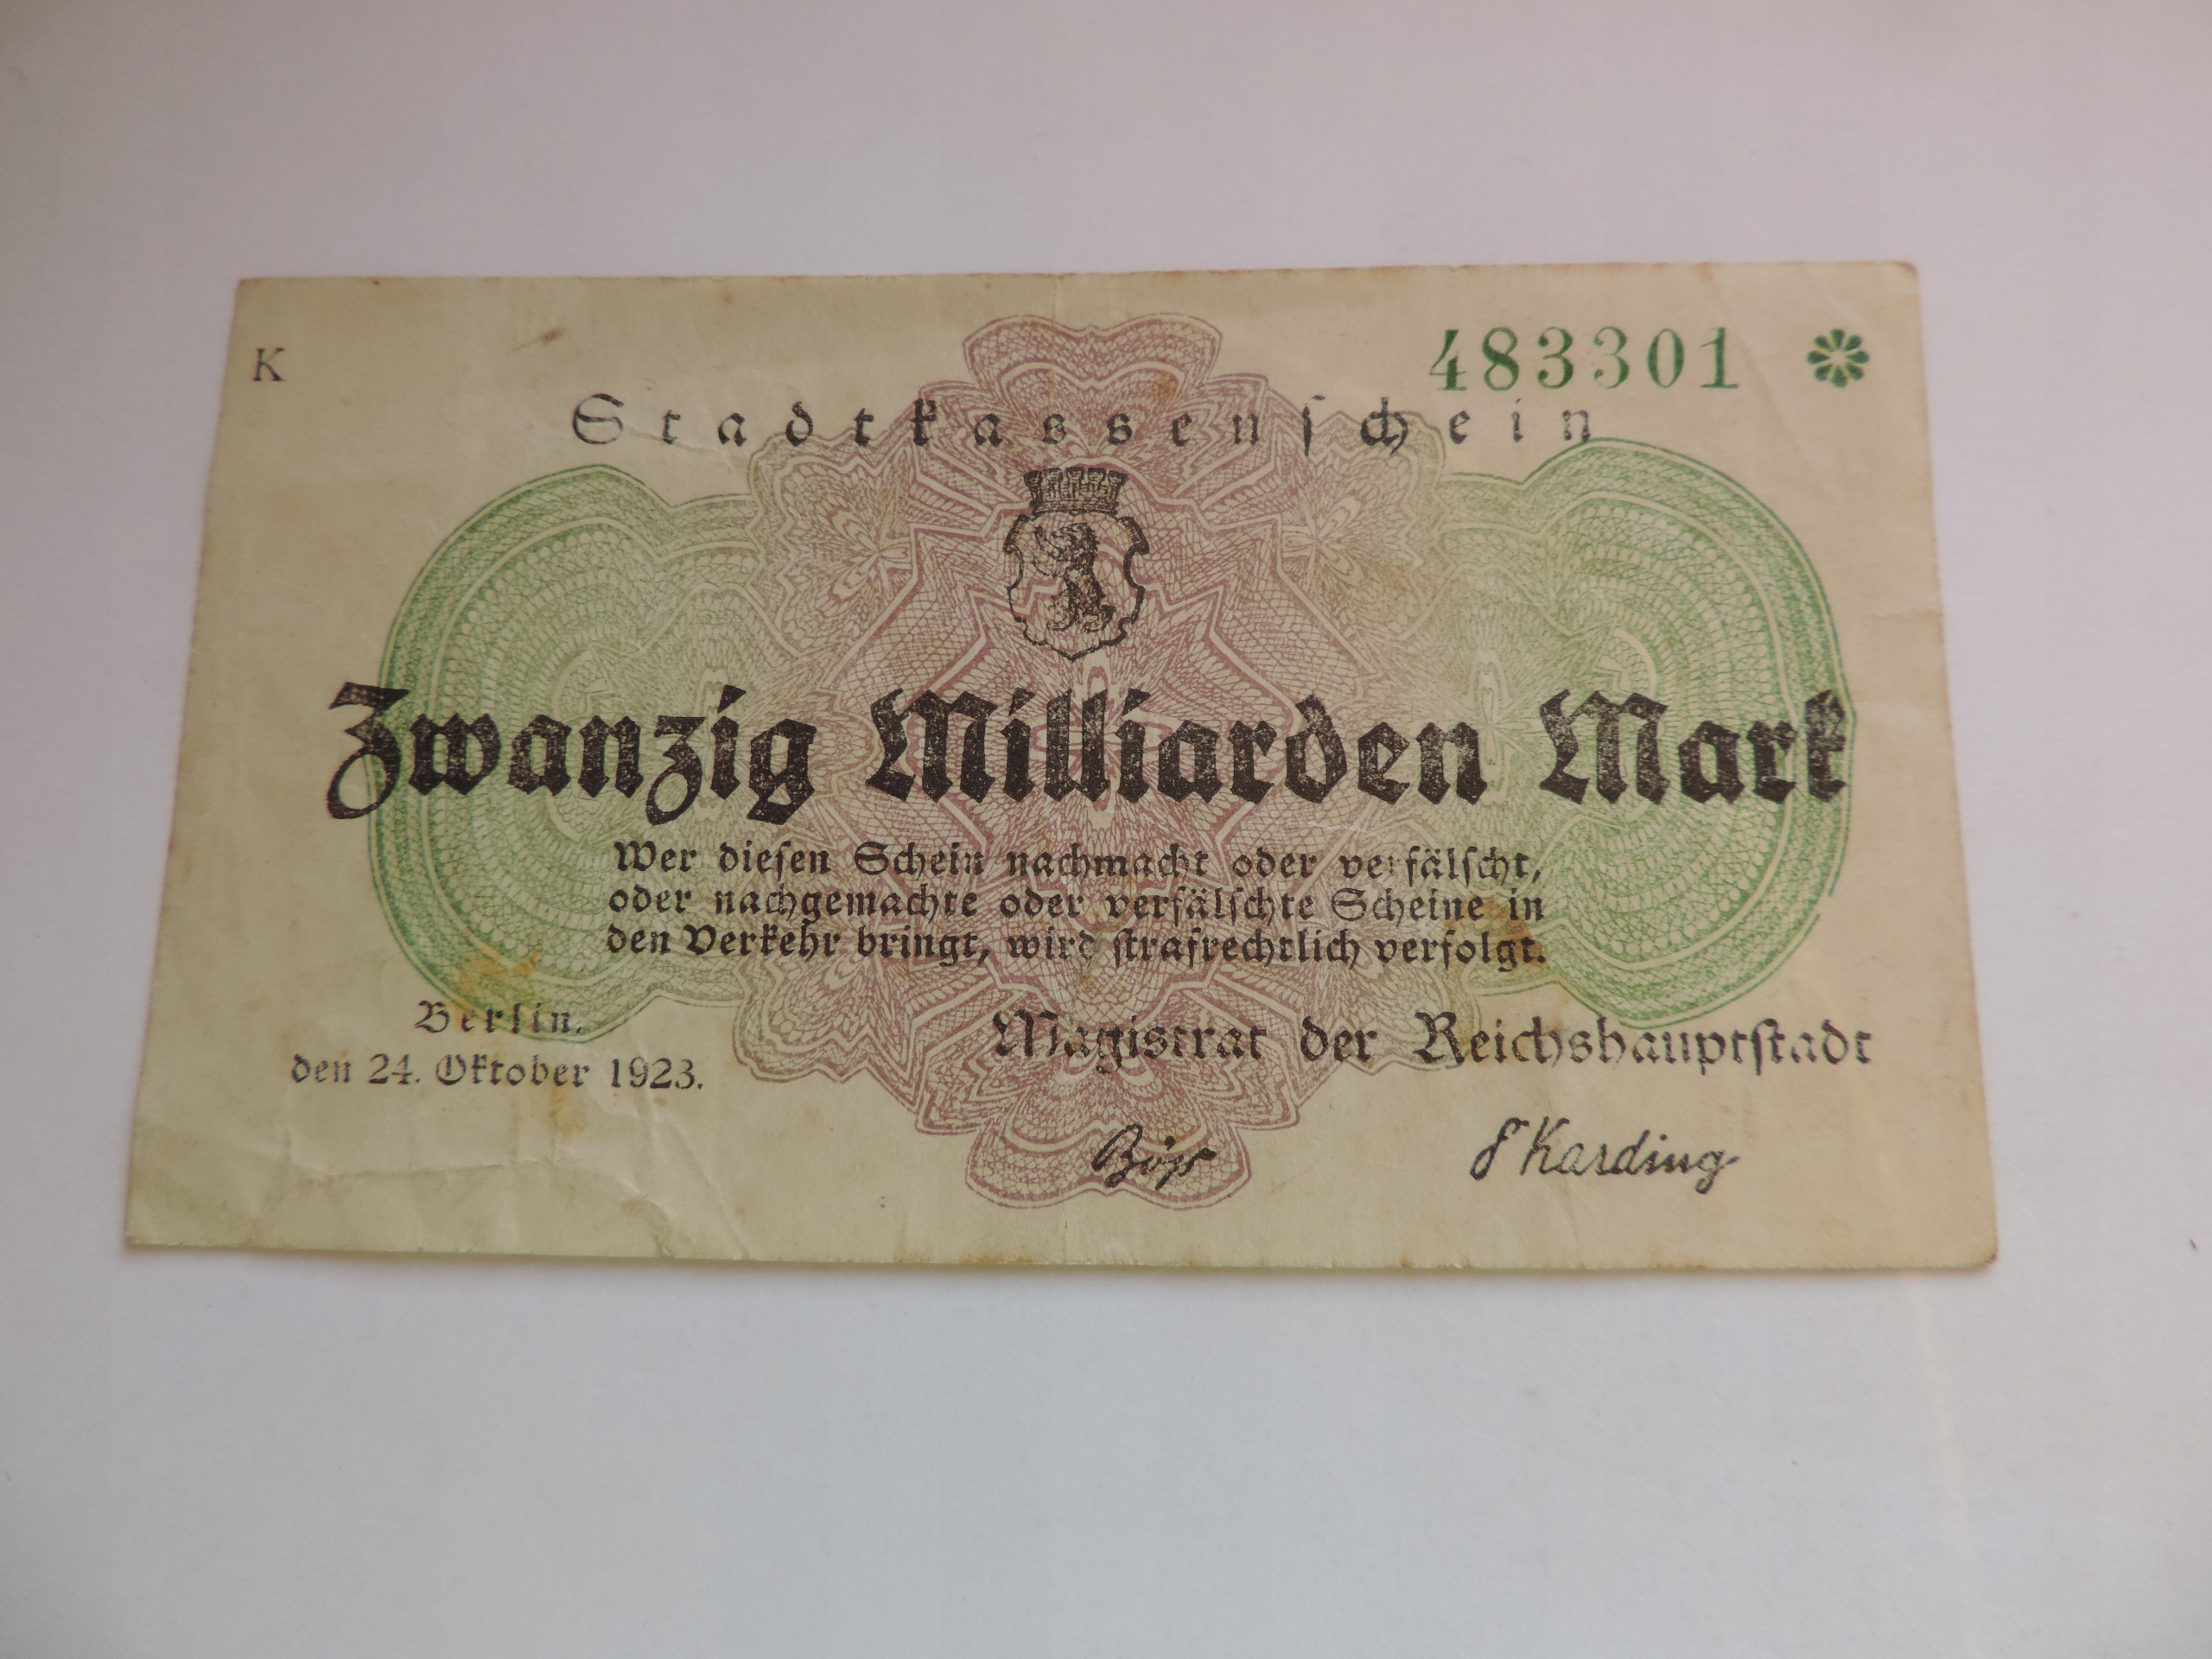 K
483301
Stadtkassenschein
Zwanzig Milliarden Mark
Wer diesen Schein nachmacht oder verfälscht,
oder nachgemachte oder verfälschte Scheine in
den Verkehr bringt, wird strafrechtlich verfolgt.
Berlin,
den 24. Oktober 1923.
Magistrat der Reichshauptstadt
Böß
Karding